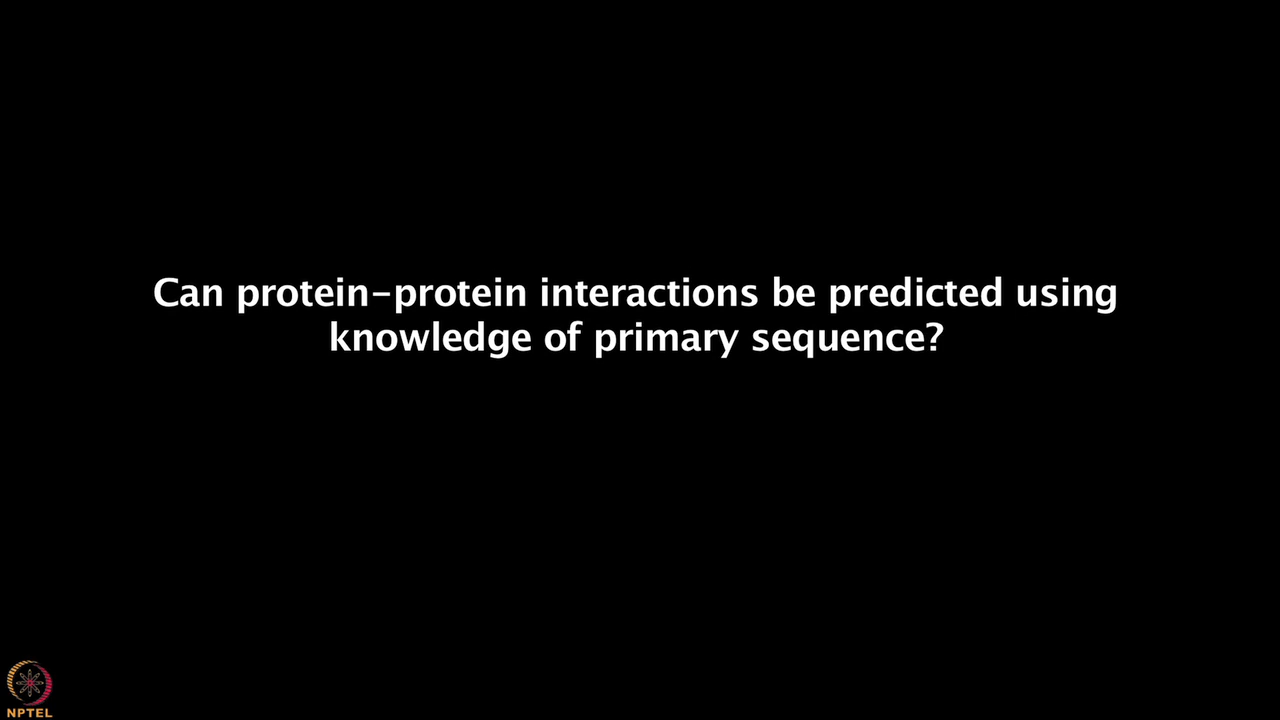 Can protein–protein interactions be predicted using
knowledge of primary sequence?
NPTEL